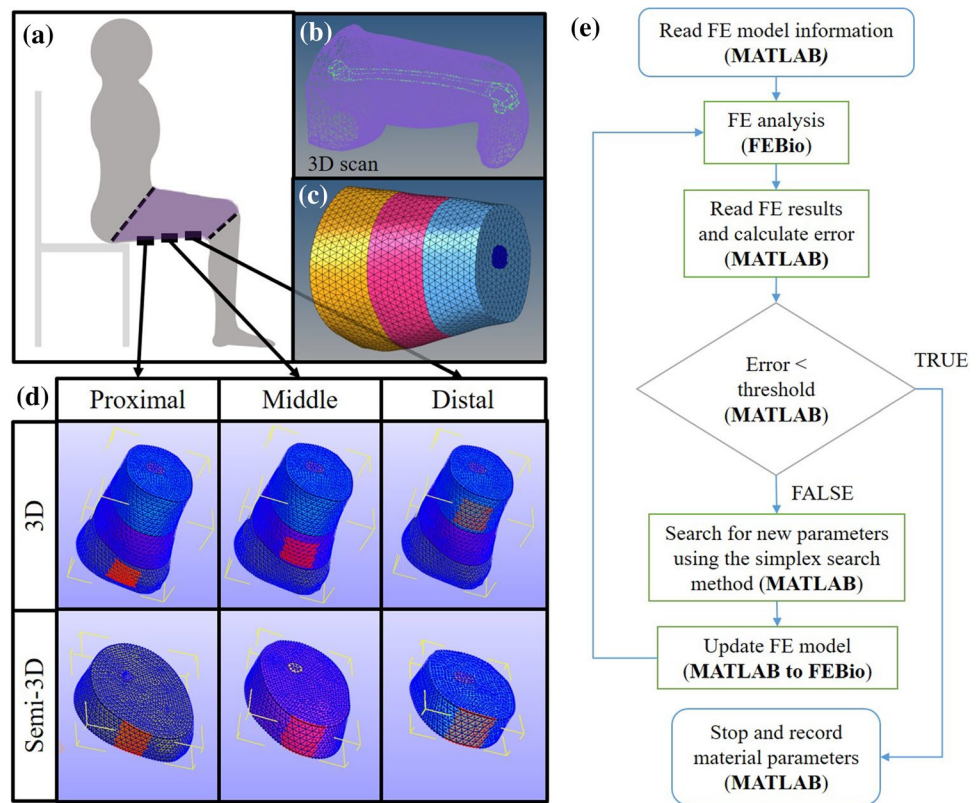 (a)
(b)
3D scan
(c)
(d)
Proximal
Middle
Distal
3D
Semi-3D
(e)
Read FE model information
(MATLAB)
FE analysis
(FEBio)
Read FE results
and calculate error
(MATLAB)
Error <
threshold
(MATLAB)
TRUE
FALSE
Search for new parameters
using the simplex search
method (MATLAB)
Update FE model
(MATLAB to FEBio)
Stop and record
material parameters
(MATLAB)